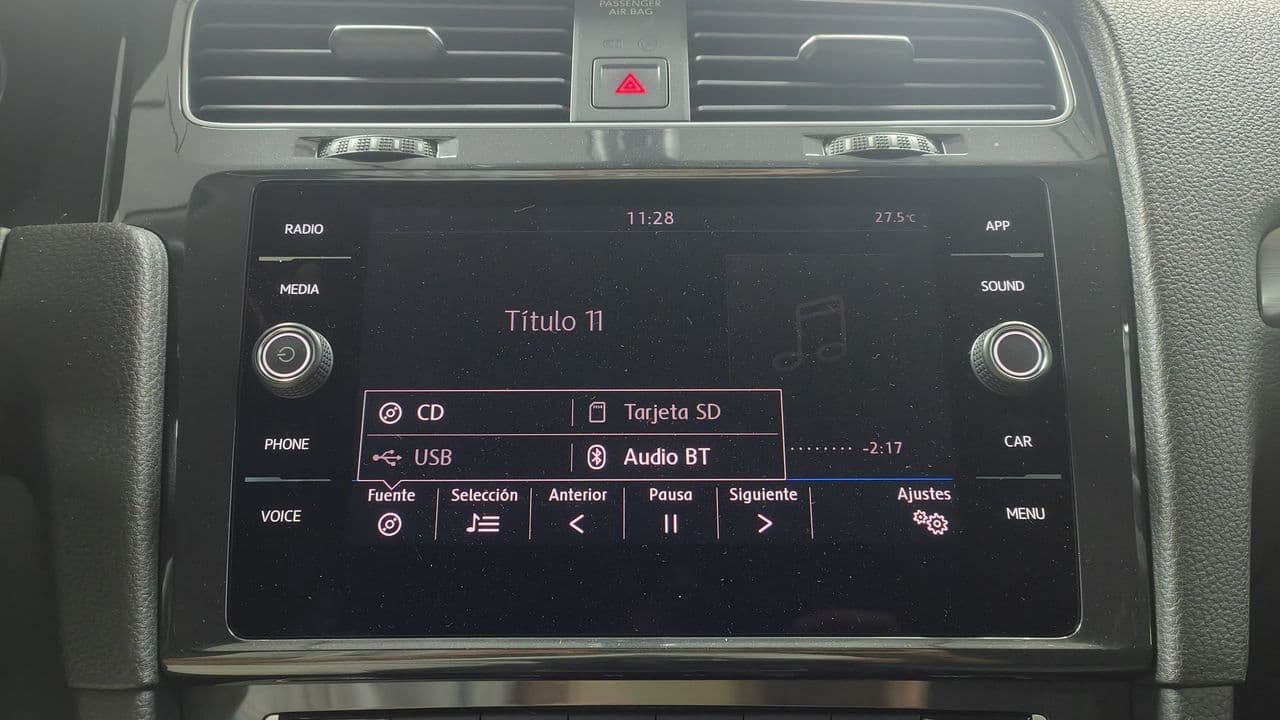 PASSENGER
AIR BAG
11:28
27.5°C
RADIO
APP
MEDIA
SOUND
Título 11
CD
Tarjeta SD
PHONE
CAR
USB
Audio BT
-2:17
Fuente
Selección
Anterior
Pausa
Siguiente
Ajustes
VOICE
MENU